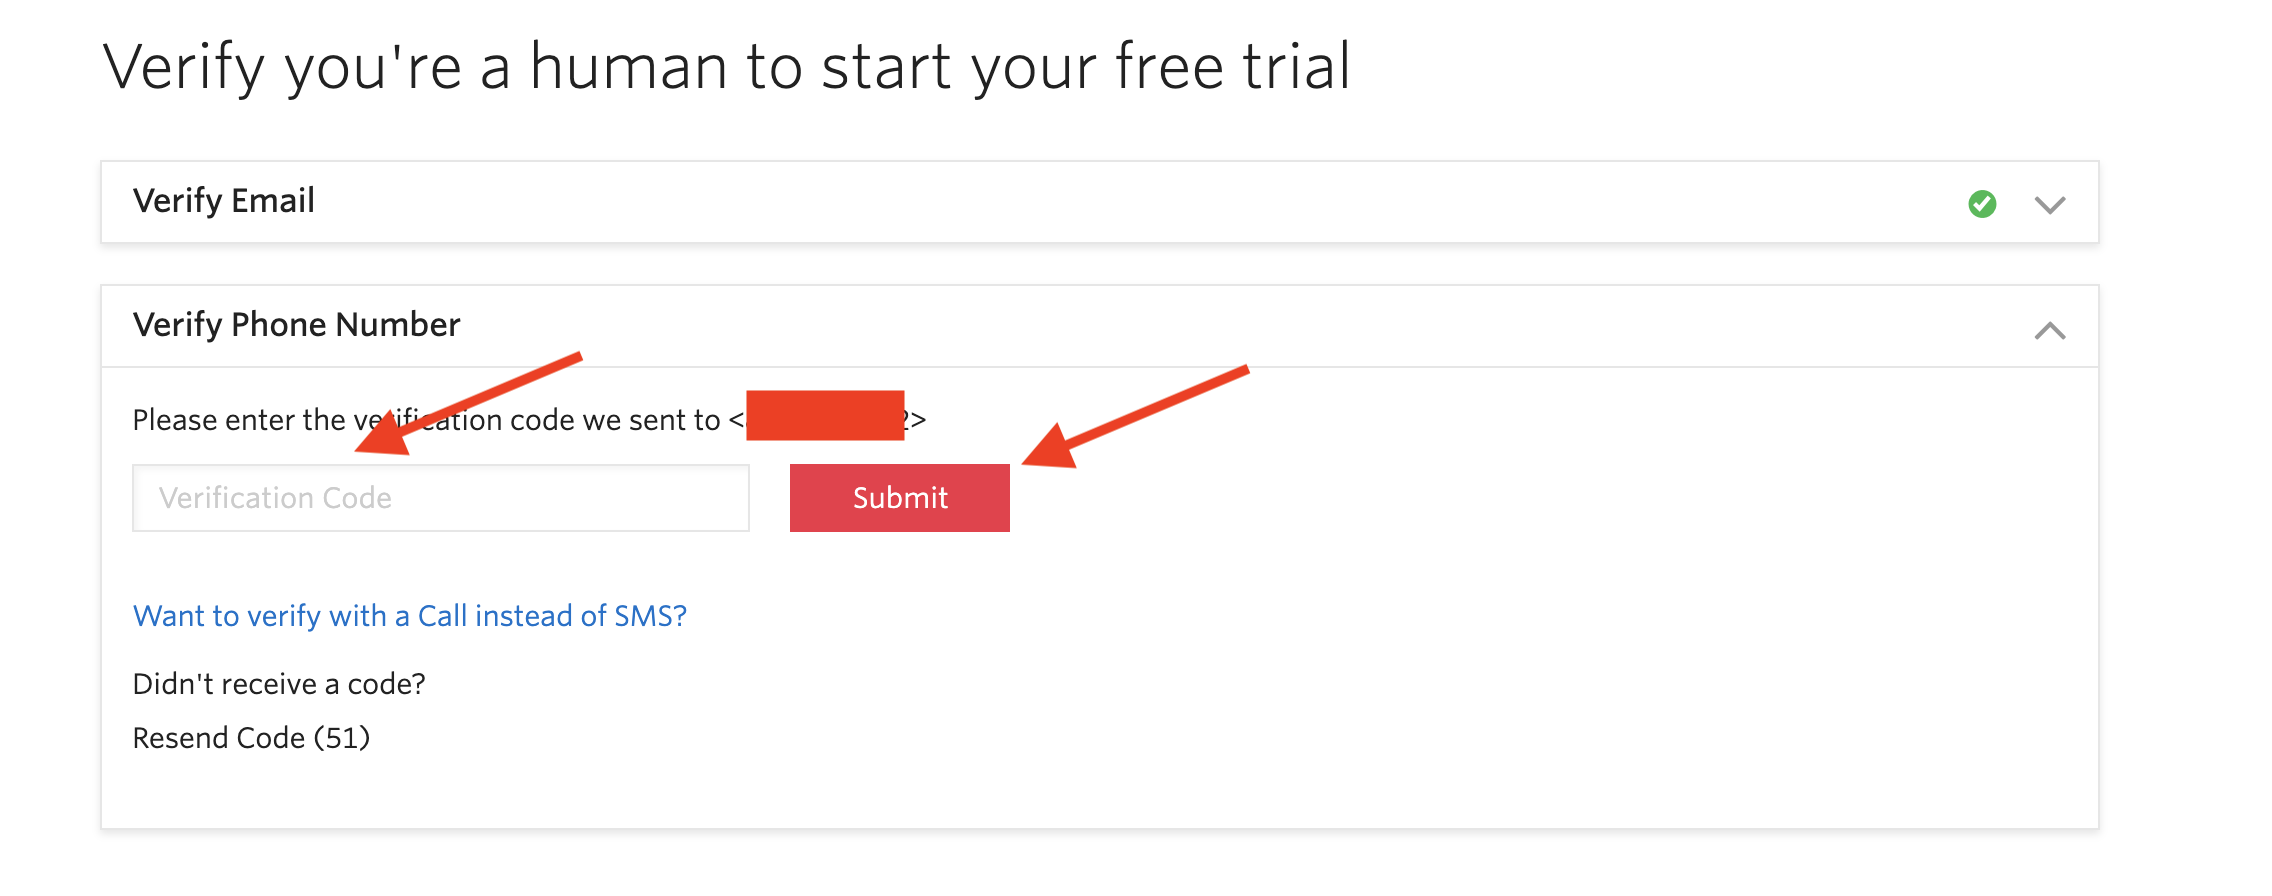 Verify you're a human to start your free trial
Verify Email
Verify Phone Number
Please enter the verification code we sent to <
>
Verification Code
Submit
Want to verify with a Call instead of SMS?
Didn't receive a code?
Resend Code (51)